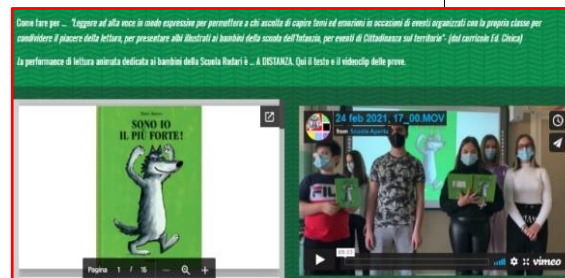 Come fare per ... "Leggere ad alta voce in modo espressivo per permettere a chi ascolta di capire temi ed emozioni in occasioni di eventi organizzati con la propria classe per
condividere il piacere della lettura, per presentare albi illustrati ai bambini della scuola dell'Infanzia, per eventi di Cittadinanza sul territorio"- (dal curricolo Ed. Civica)
La performance di lettura animata dedicata ai bambini della Scuola Rodari è ... A DISTANZA. Qui il testo e il videoclip delle prove.
SONO IO
IL PIÙ FORTE!
Pagina 1 / 16
24 feb 2021, 17_00.MOV
from Scuola Aperta
FILA
vimeo